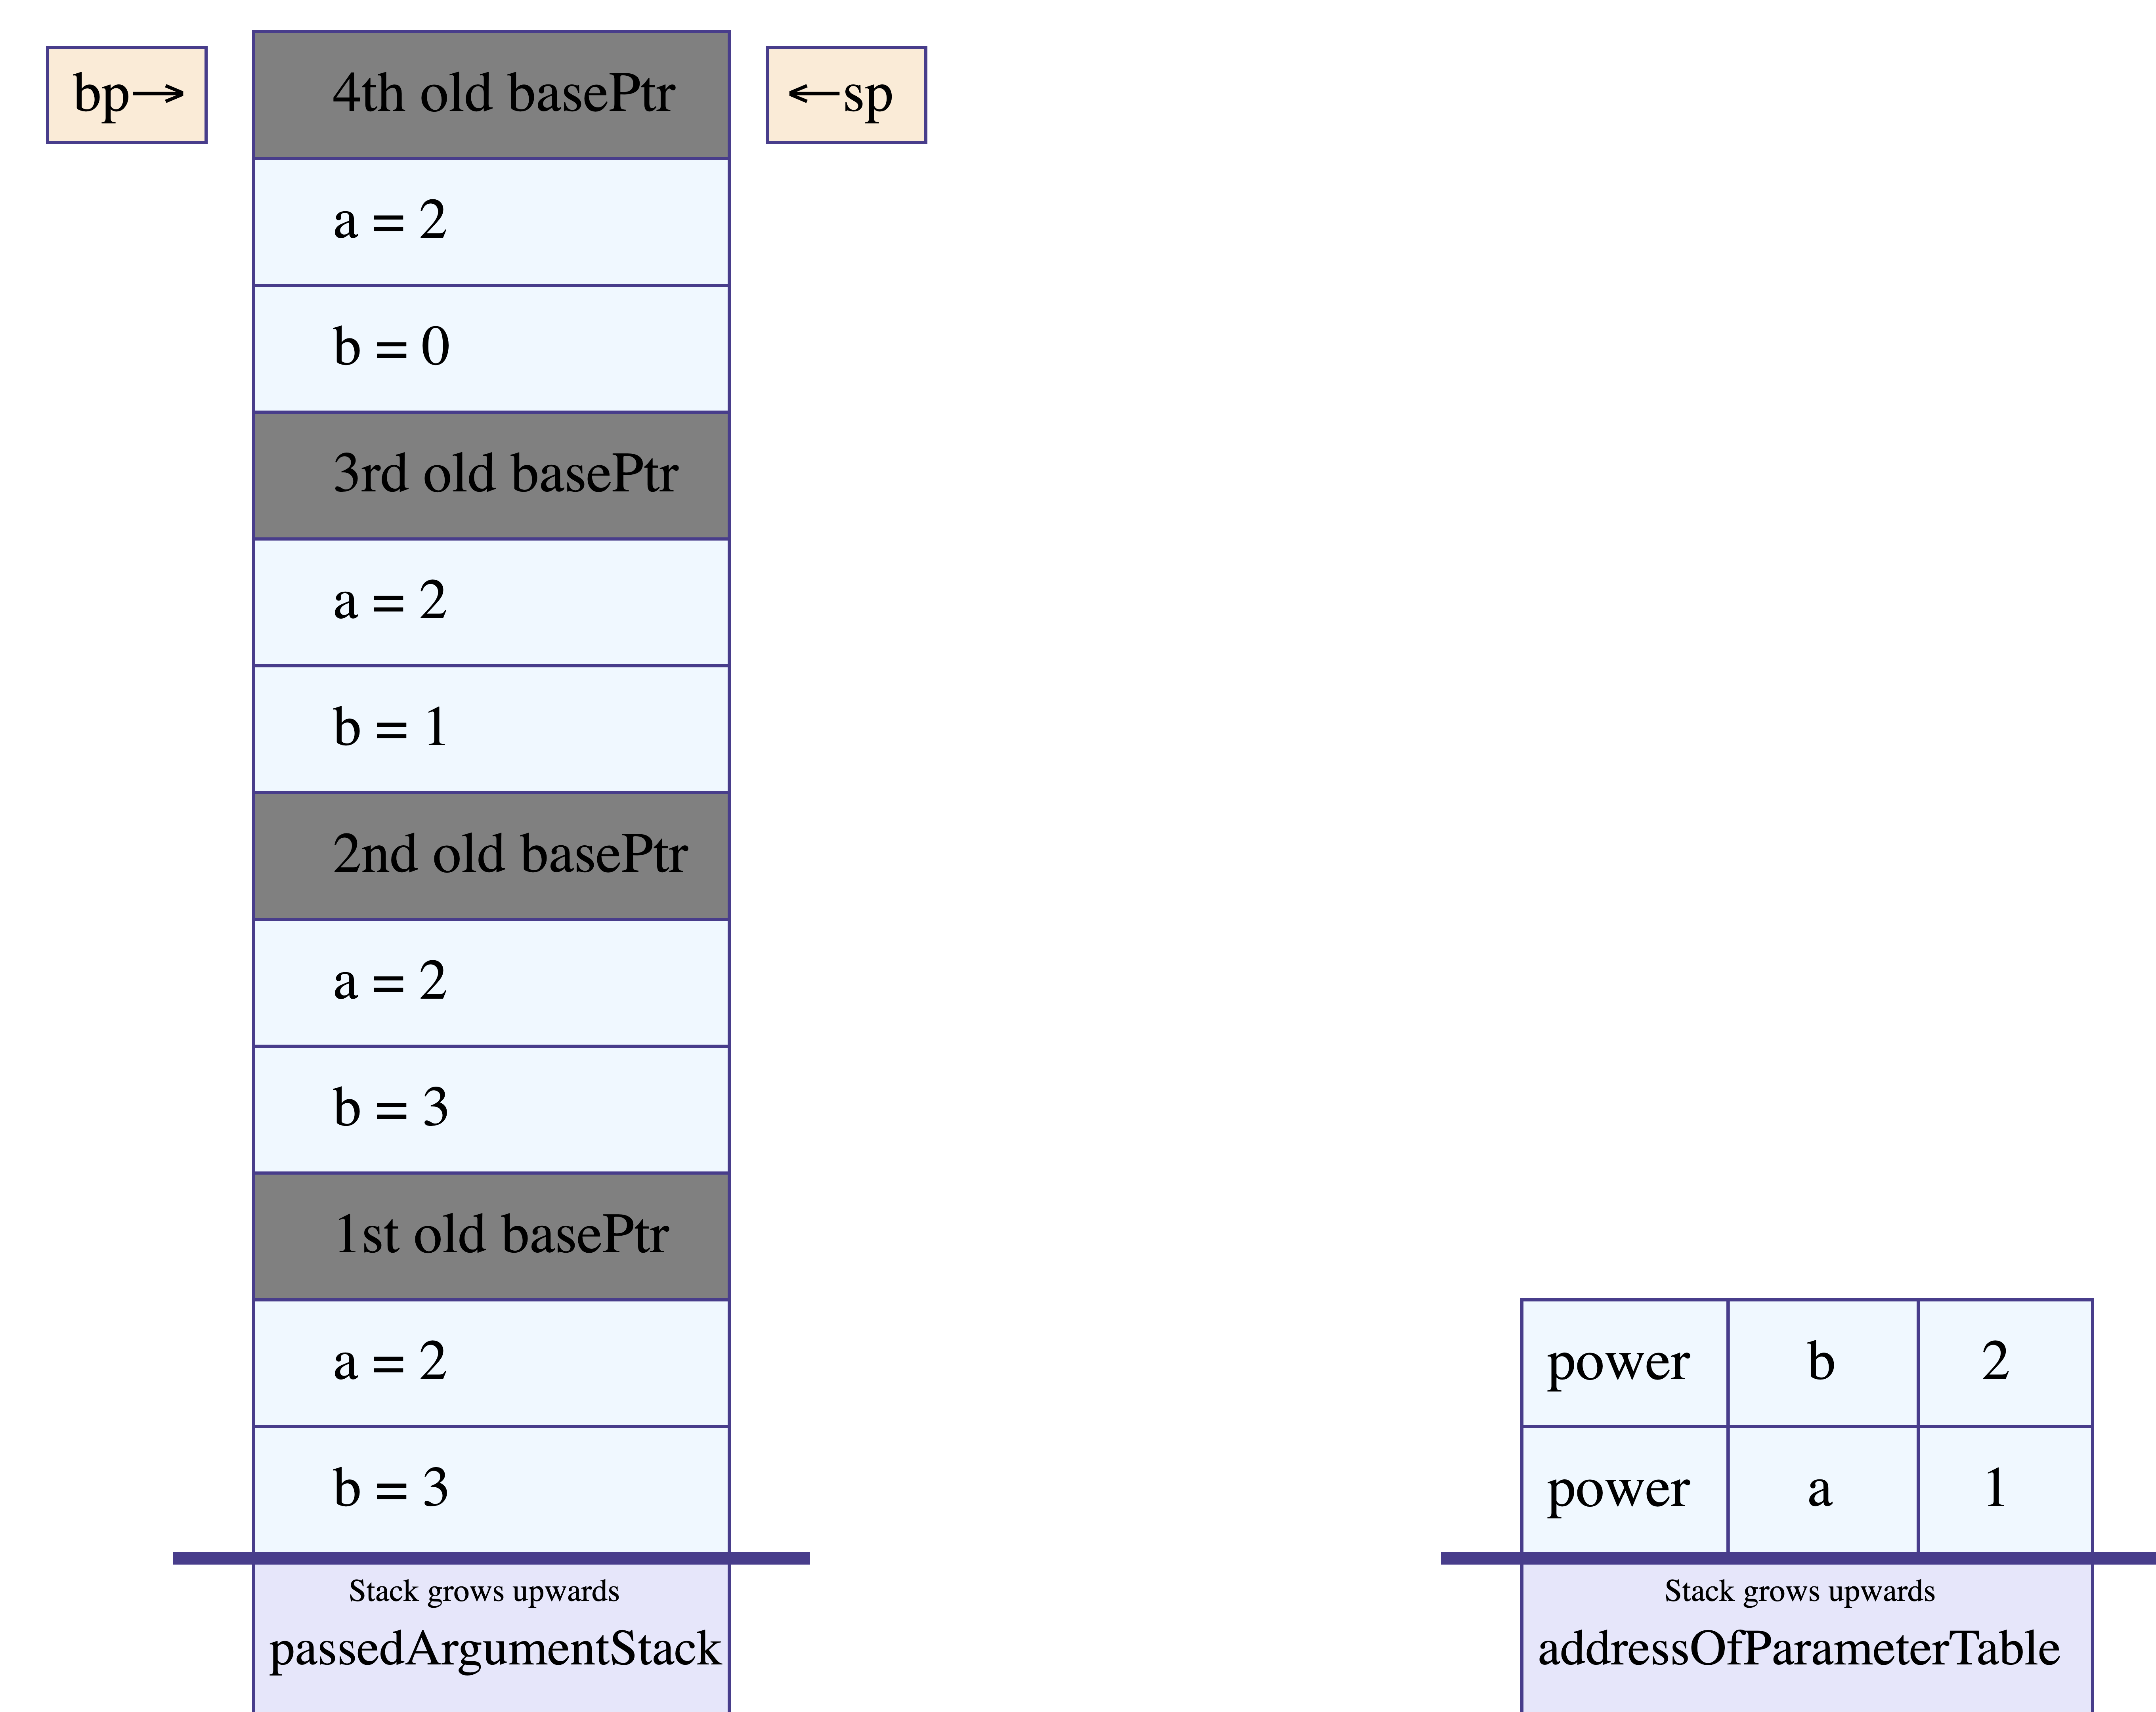 bp→
4th old basePtr
←sp
a = 2
b = 0
3rd old basePtr
a = 2
b = 1
2nd old basePtr
a = 2
b = 3
1st old basePtr
a = 2
b = 3
Stack grows upwards
passedArgumentStack
power b 2
power a 1
Stack grows upwards
addressOfParameterTable